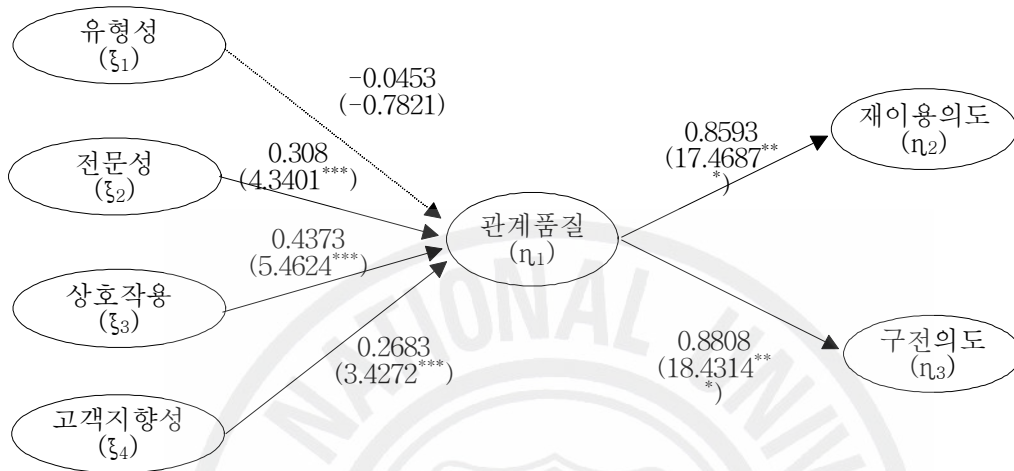 유형성
(ξ1)
-0.0453
(-0.7821)
전문성
(ξ2)
0.308
(4.3401***)
상호작용
(ξ3)
0.4373
(5.4624***)
고객지향성
(ξ4)
0.2683
(3.4272***)
관계품질
(η1)
0.8593
(17.4687**
*)
재이용의도
(η2)
0.8808
(18.4314**
*)
구전의도
(η3)
NATIONAL UNIV